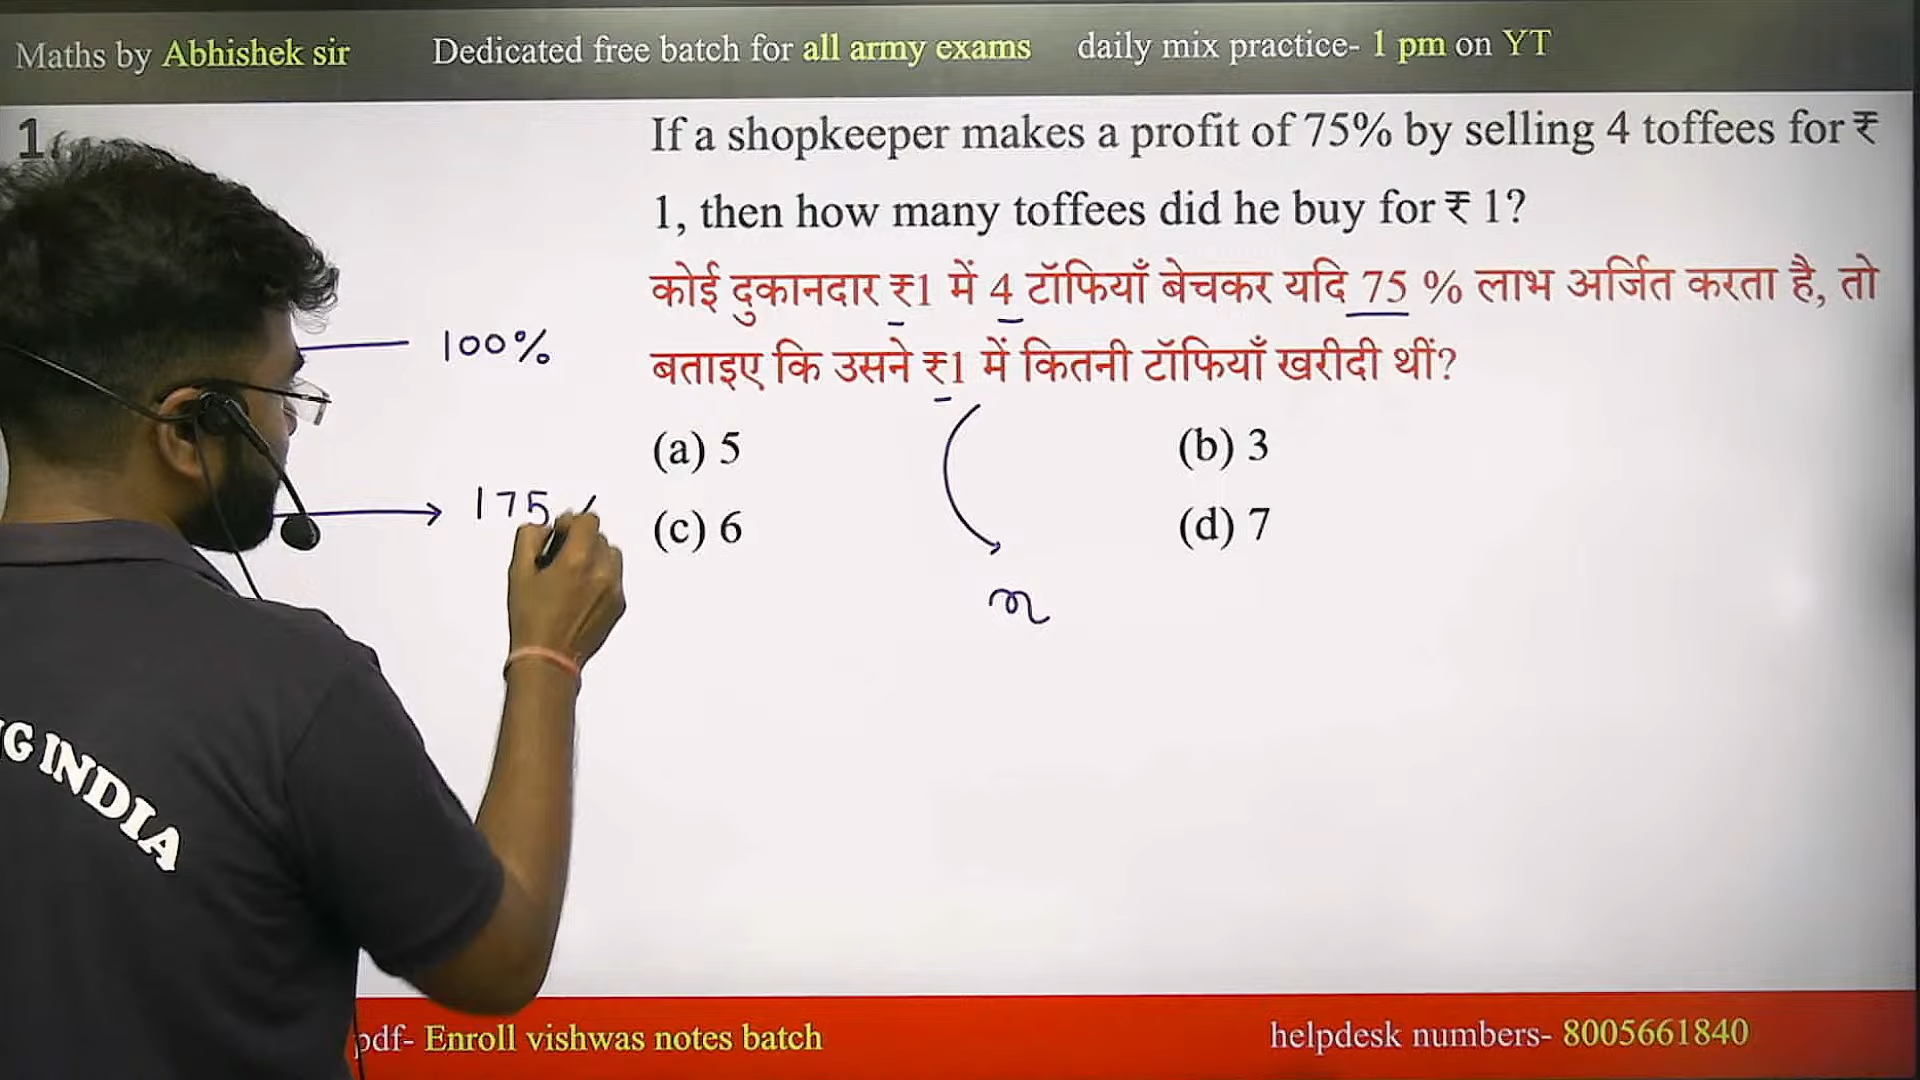 Maths by Abhishek sir Dedicated free batch for all army exams daily mix practice- 1 pm on YT
1
If a shopkeeper makes a profit of 75% by selling 4 toffees for ₹
1, then how many toffees did he buy for ₹ 1?
कोई दुकानदार ₹1 में 4 टॉफियाँ बेचकर यदि 75 % लाभ अर्जित करता है, तो
100%
बताइए कि उसने ₹1 में कितनी टॉफियाँ खरीदी थीं?
(a) 5 (b) 3
175
(c) 6 (d) 7
G INDIA
pdf- Enroll vishwas notes batch helpdesk numbers- 8005661840